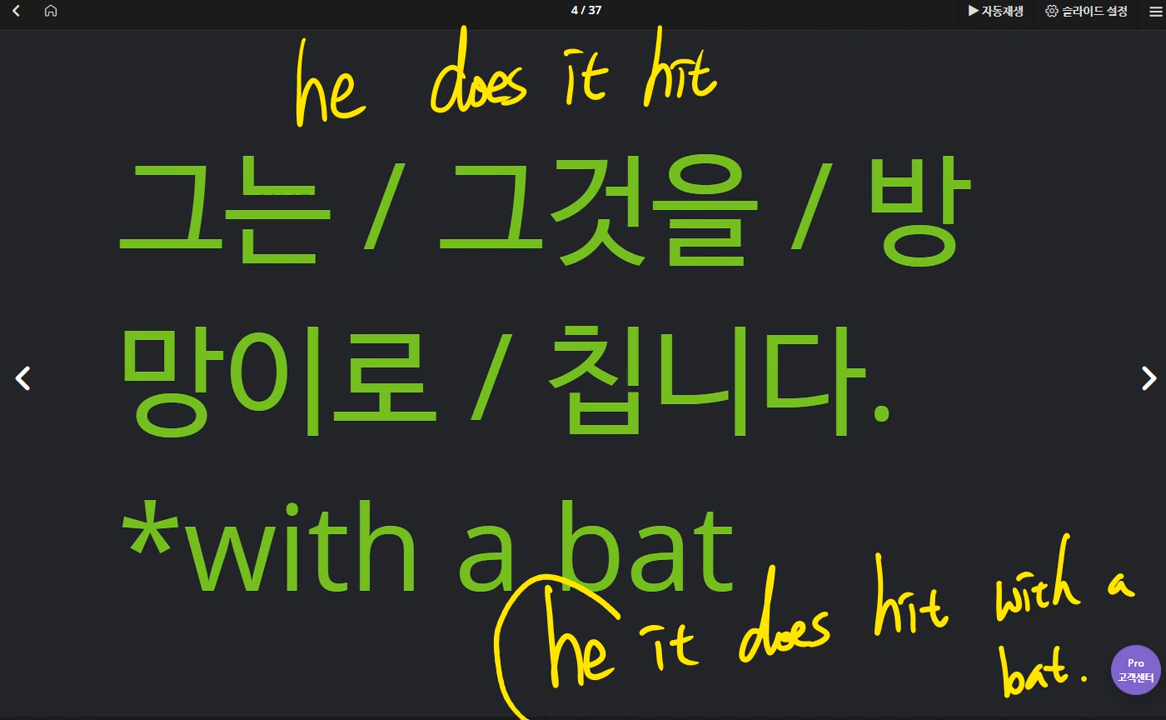 4 / 37
▶ 자동재생
슬라이드 설정
he does it hit
그는 / 그것을 / 방
망이로 / 칩니다.
*with a bat
he it does hit with a
bat.
Pro
고객센터